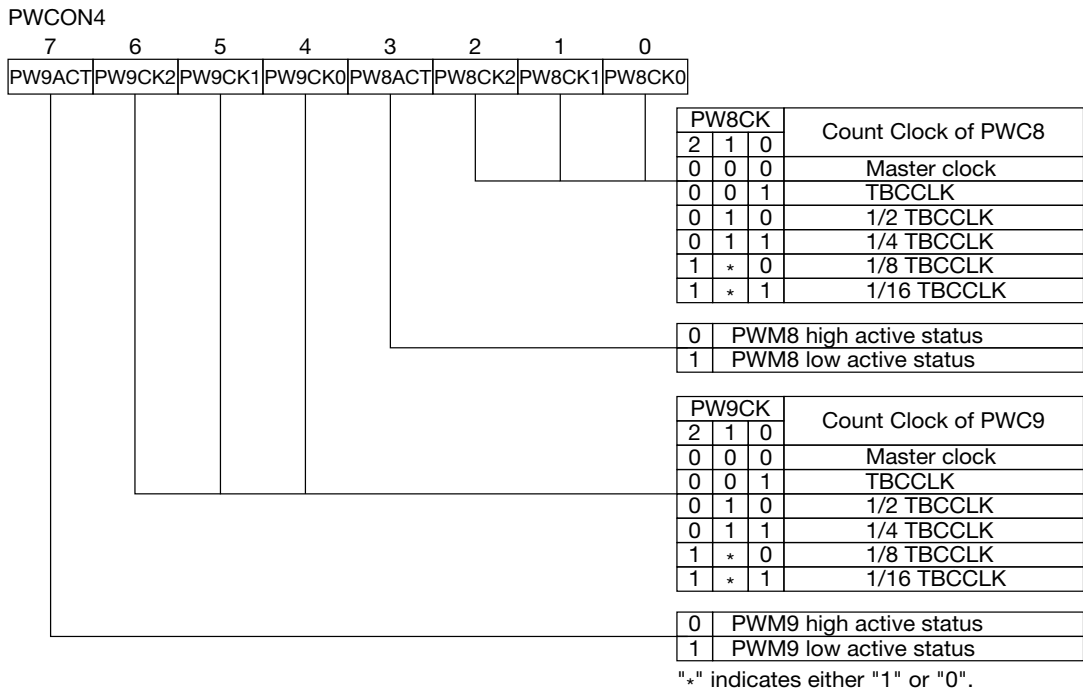 PWCON4
7 6 5 4 3 2 1 0
PW9ACT PW9CK2 PW9CK1 PW9CK0 PW8ACT PW8CK2 PW8CK1 PW8CK0
PW8CK Count Clock of PWC8
2 1 0
0 0 0 Master clock
0 0 1 TBCCLK
0 1 0 1/2 TBCCLK
0 1 1 1/4 TBCCLK
1 * 0 1/8 TBCCLK
1 * 1 1/16 TBCCLK
0 PWM8 high active status
1 PWM8 low active status
PW9CK Count Clock of PWC9
2 1 0
0 0 0 Master clock
0 0 1 TBCCLK
0 1 0 1/2 TBCCLK
0 1 1 1/4 TBCCLK
1 * 0 1/8 TBCCLK
1 * 1 1/16 TBCCLK
0 PWM9 high active status
1 PWM9 low active status
"*" indicates either "1" or "0".